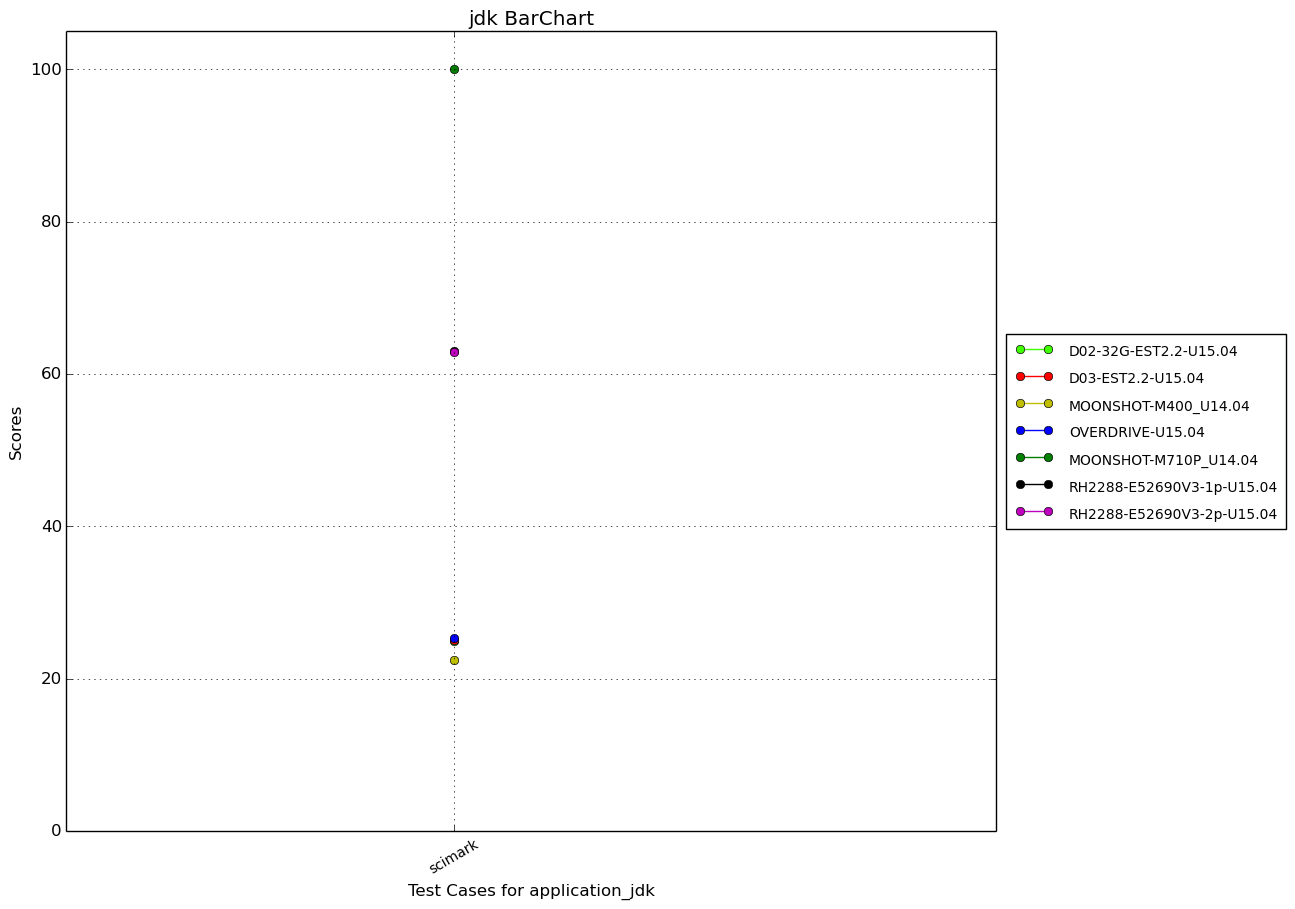 jdk BarChart
100
80
60
40
20
0
Scores
scimark
Test Cases for application_jdk
D02-32G-EST2.2-U15.04
D03-EST2.2-U15.04
MOONSHOT-M400_U14.04
OVERDRIVE-U15.04
MOONSHOT-M710P_U14.04
RH2288-E52690V3-1p-U15.04
RH2288-E52690V3-2p-U15.04